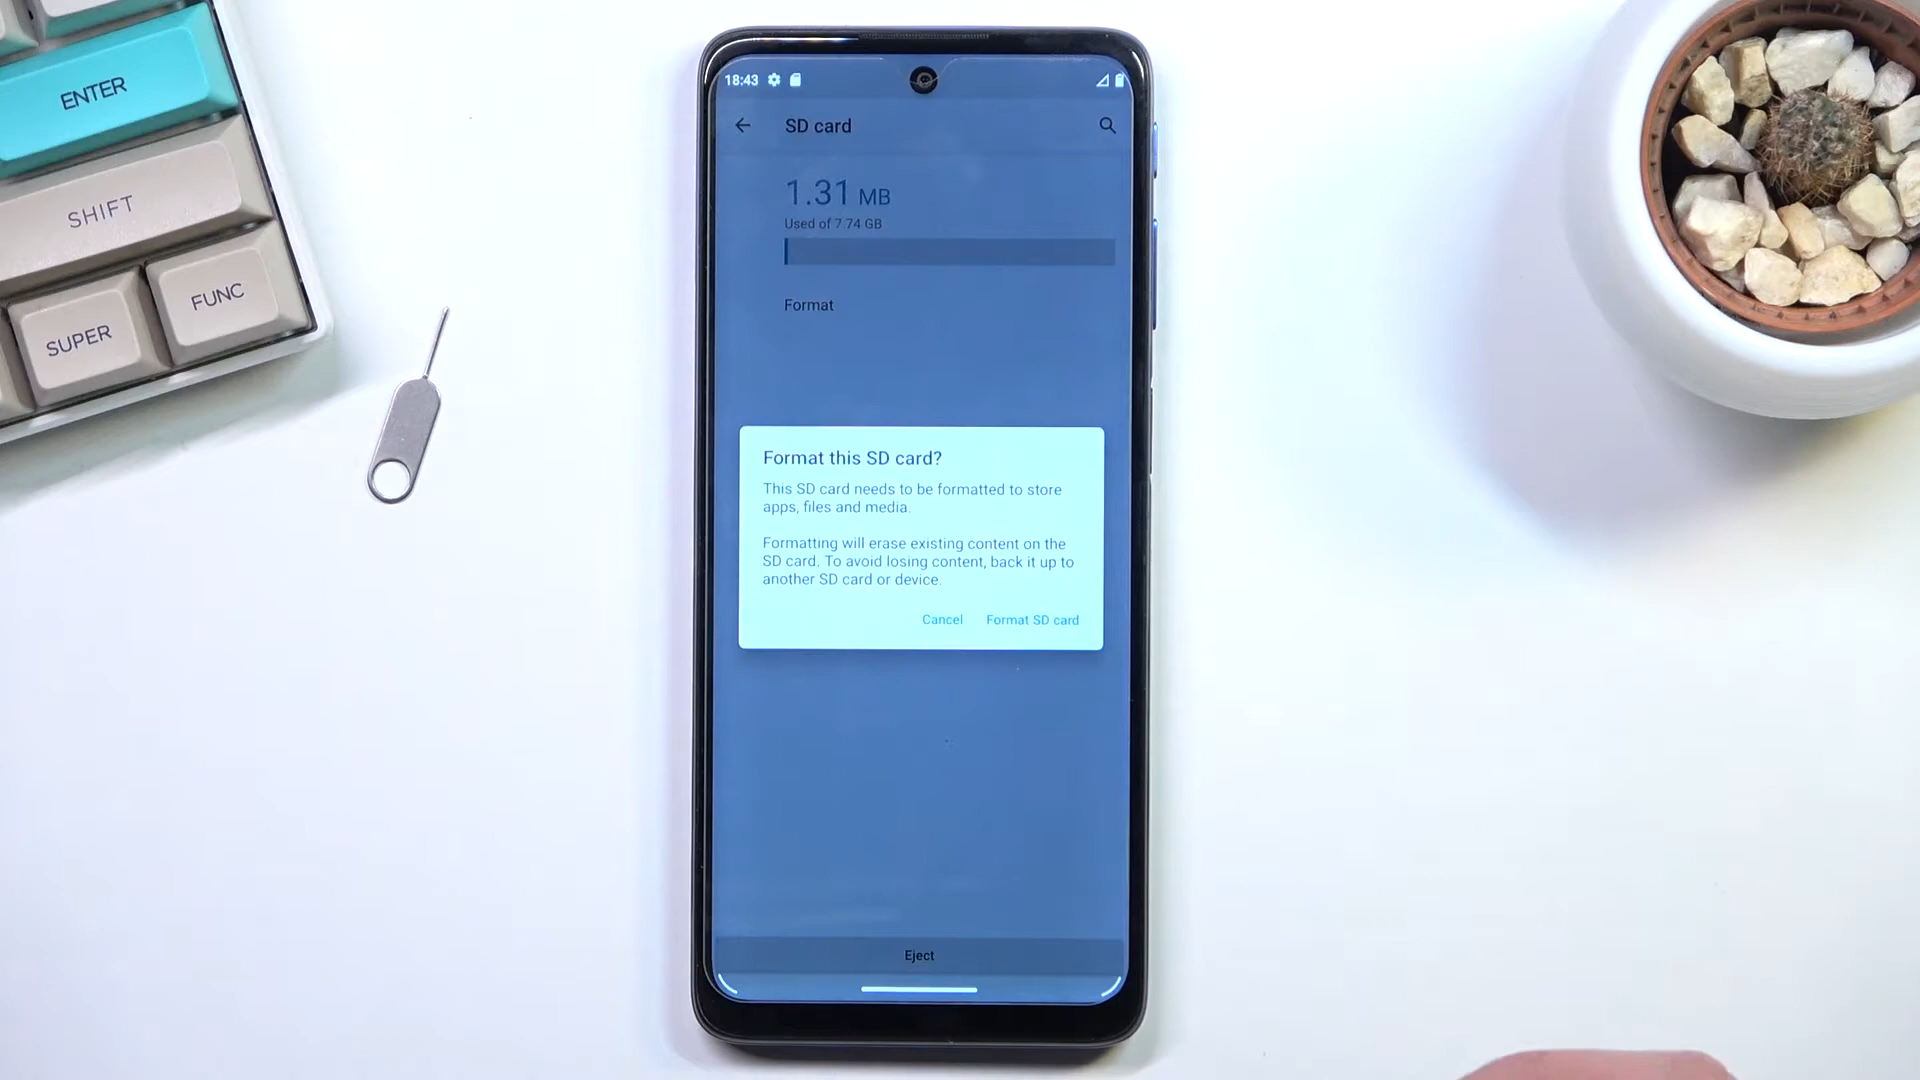 ENTER
SHIFT
SUPER
FUNC
18:43
SD card
1.31 MB
Used of 7.74 GB
Format
Format this SD card?
This SD card needs to be formatted to store
apps, files and media.
Formatting will erase existing content on the
SD card. To avoid losing content, back it up to
another SD card or device.
Cancel
Format SD card
Eject